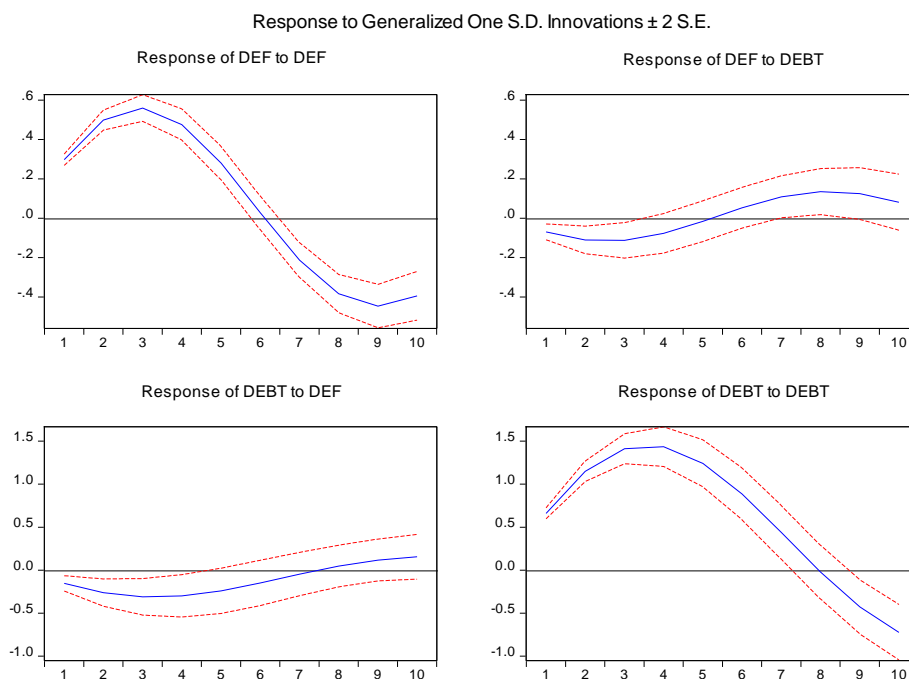 Response to Generalized One S.D. Innovations ± 2 S.E.
Response of DEF to DEF
.6
.4
.2
.0
-.2
-.4
1 2 3 4 5 6 7 8 9 10
Response of DEF to DEBT
.6
.4
.2
.0
-.2
-.4
1 2 3 4 5 6 7 8 9 10
Response of DEBT to DEF
1.5
1.0
0.5
0.0
-0.5
-1.0
1 2 3 4 5 6 7 8 9 10
Response of DEBT to DEBT
1.5
1.0
0.5
0.0
-0.5
-1.0
1 2 3 4 5 6 7 8 9 10